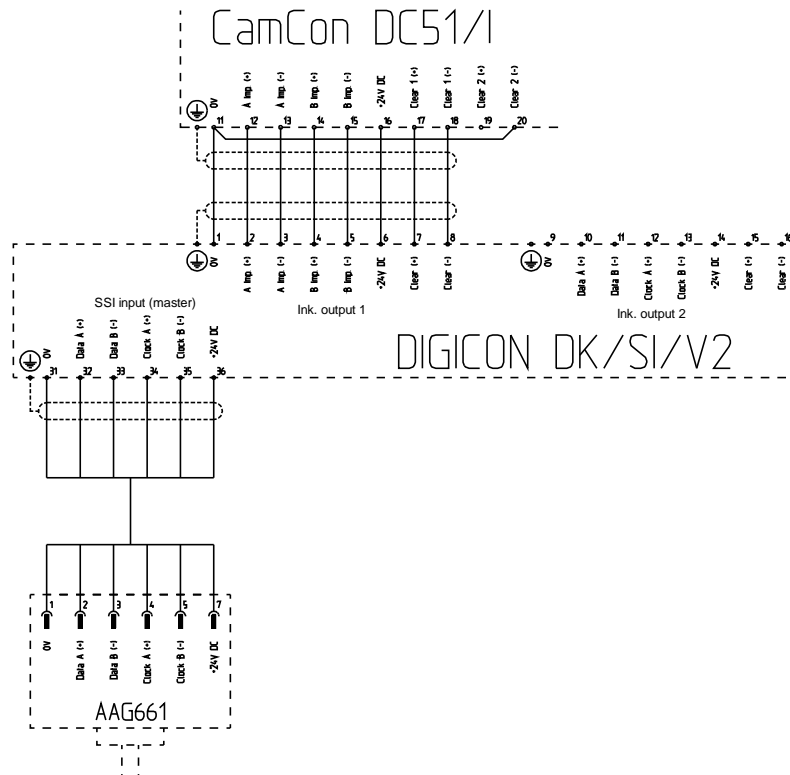 CamCon DC51/I
0V A Imp. (+) A Imp. (-) B Imp. (+) B Imp. (-) +24V DC Clear 1 (+) Clear 1 (-) Clear 2 (+) Clear 2 (-)
11 12 13 14 15 16 17 18 19 20
1 2 3 4 5 6 7 8 9 10 11 12 13 14 15 16
0V A Imp. (+) A Imp. (-) B Imp. (+) B Imp. (-) +24V DC Clear (+) Clear (-) 0V Data A (+) Data B (-) Clock A (+) Clock B (-) +24V DC Clear (+) Clear (-)
SSI input (master)
Ink. output 1
Ink. output 2
DIGICON DK/SI/V2
0V Data A (+) Data B (-) Clock A (+) Clock B (-) +24V DC
31 32 33 34 35 36
1 2 3 4 5 7
0V Data A (+) Data B (-) Clock A (+) Clock B (-) +24V DC
AAG661